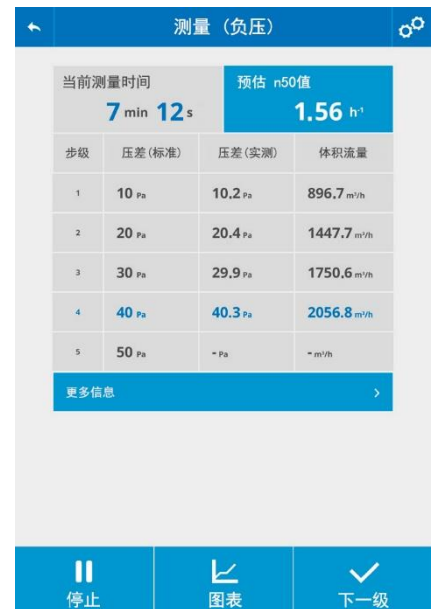 测量（负压）
当前测量时间
7 min 12 s
预估 n50值
1.56 h⁻¹
步级 压差(标准) 压差(实测) 体积流量
1 10 Pa 10.2 Pa 896.7 m³/h
2 20 Pa 20.4 Pa 1447.7 m³/h
3 30 Pa 29.9 Pa 1750.6 m³/h
4 40 Pa 40.3 Pa 2056.8 m³/h
5 50 Pa - Pa - m³/h
更多信息
停止 图表 下一级